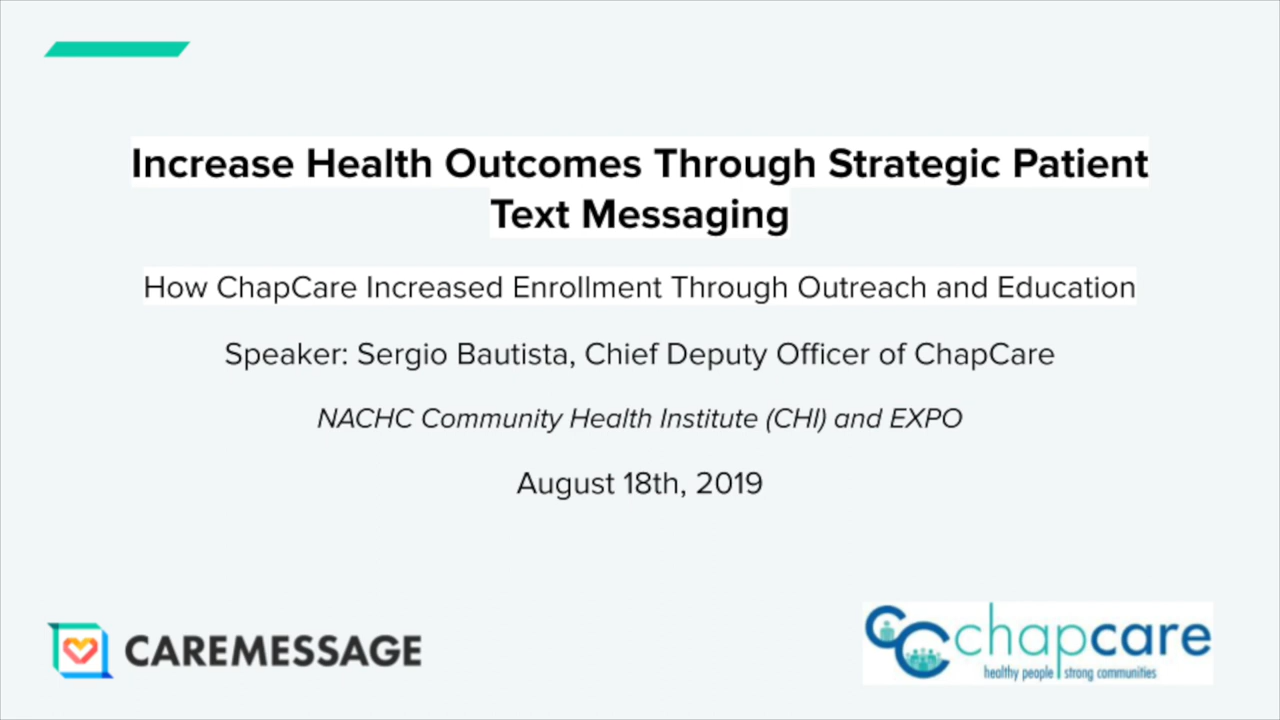 Increase Health Outcomes Through Strategic Patient
Text Messaging
How ChapCare Increased Enrollment Through Outreach and Education
Speaker: Sergio Bautista, Chief Deputy Officer of ChapCare
NACHC Community Health Institute (CHI) and EXPO
August 18th, 2019
CAREMESSAGE
CC chapcare
healthy people | strong communities